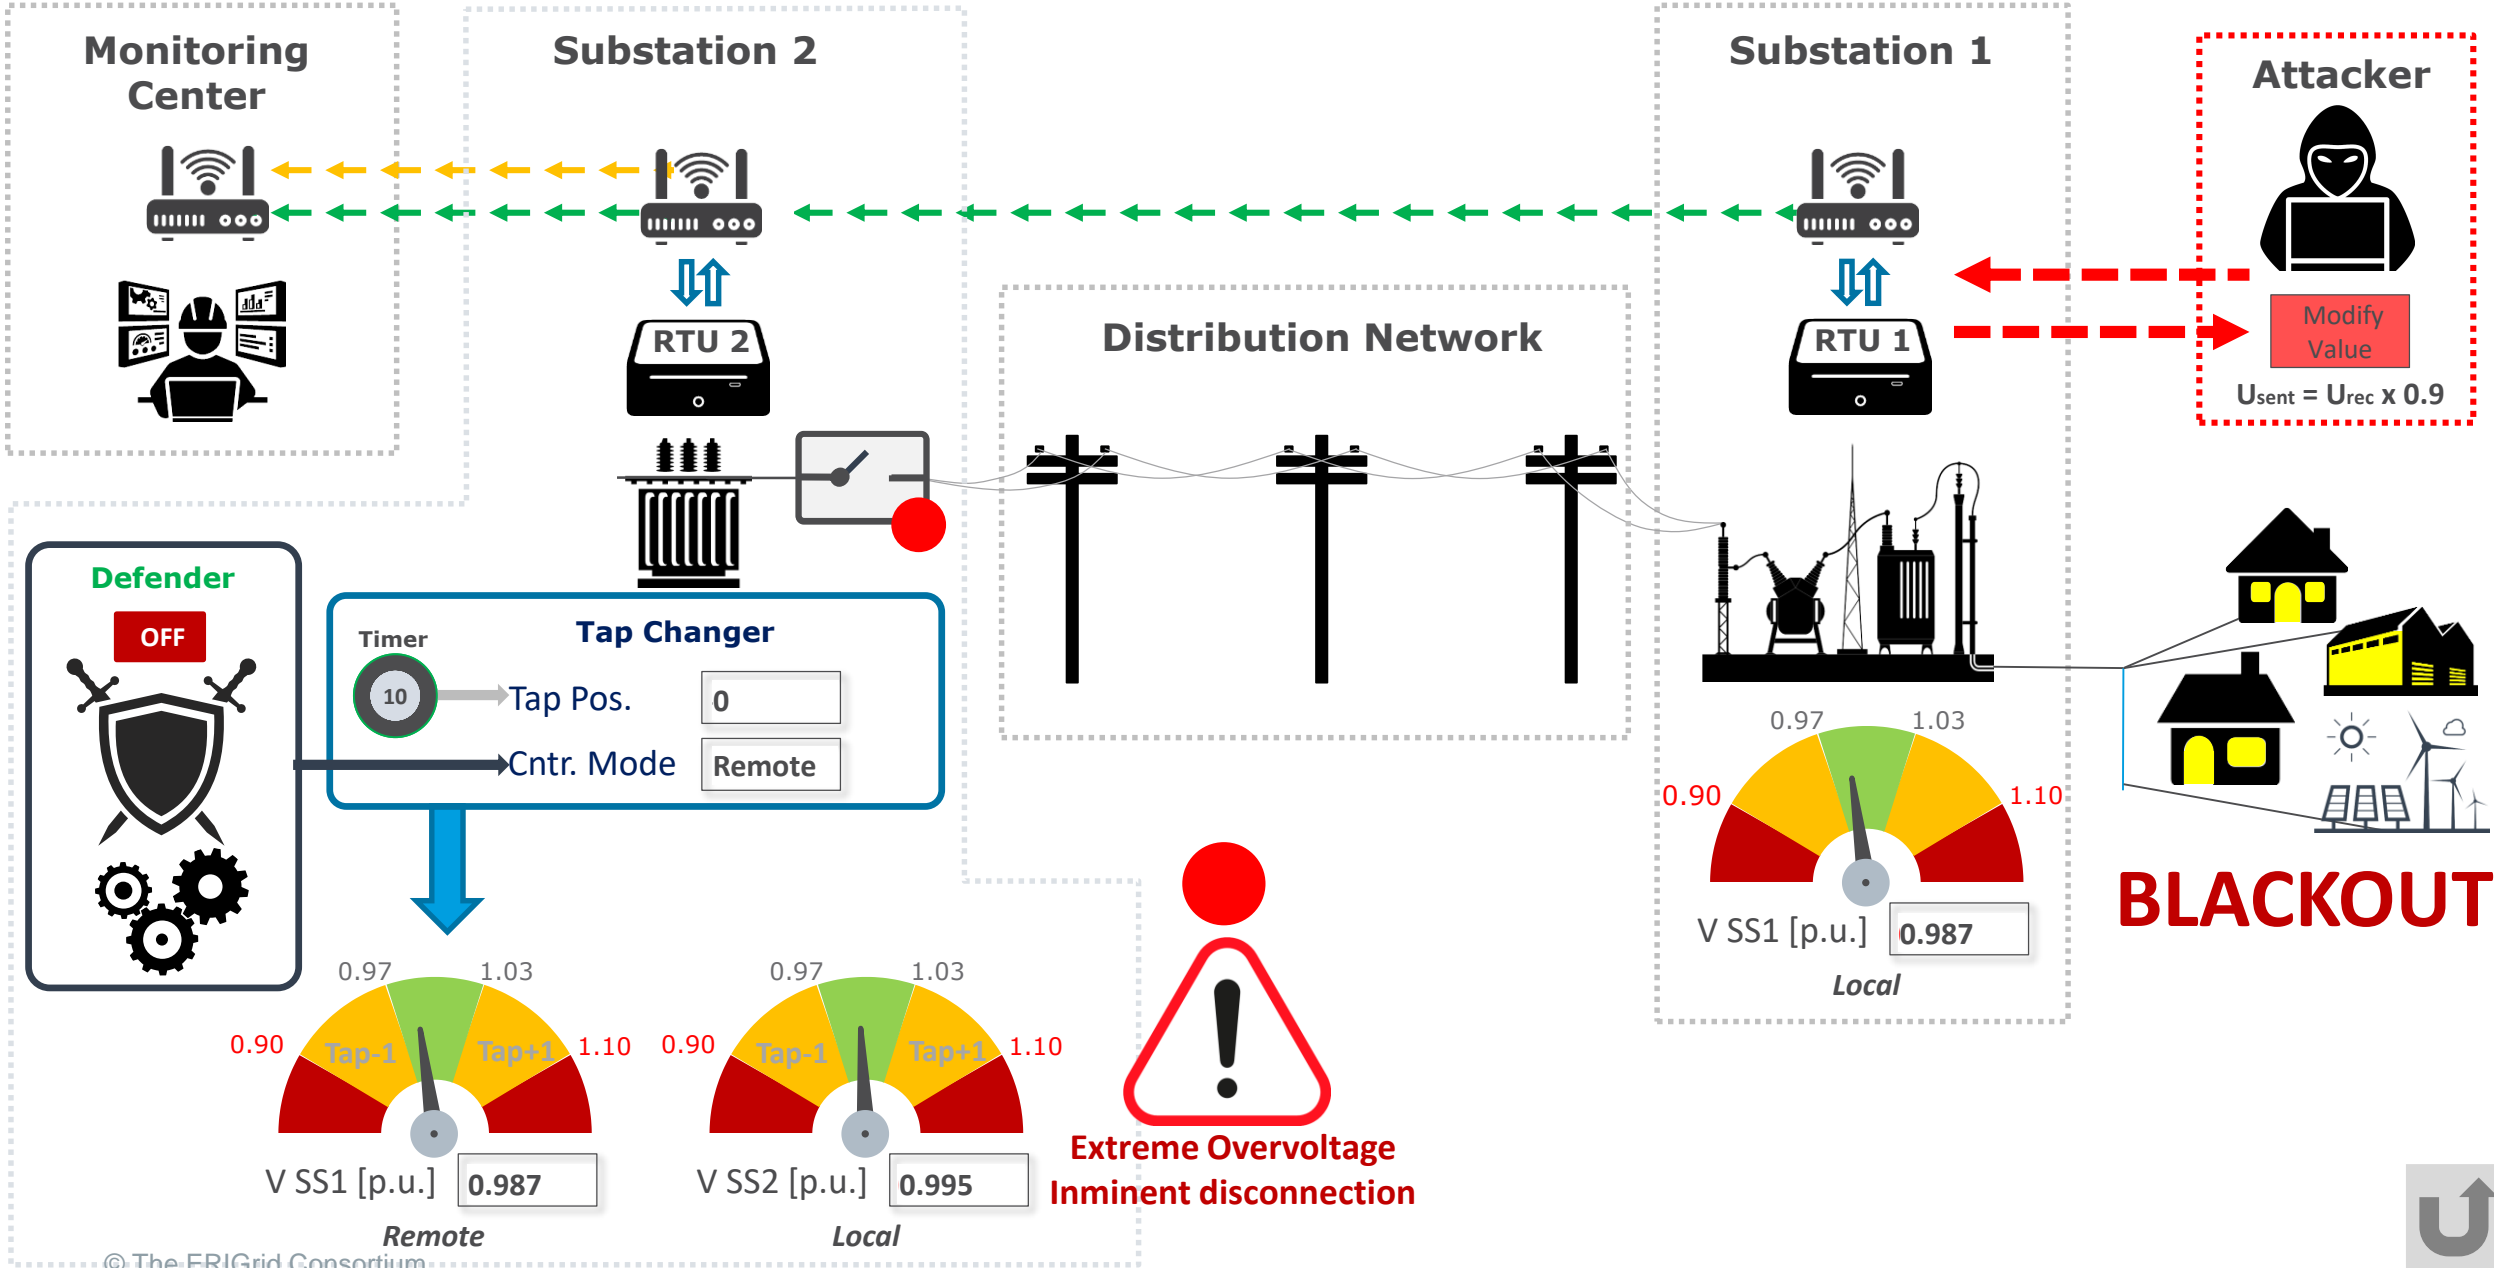 Monitoring
Center
Substation 2
Substation 1
Attacker
Modify
Value
Usent = Urec x 0.9
RTU 2
RTU 1
Distribution Network
Defender
OFF
Timer
10
Tap Changer
Tap Pos.
0
Cntr. Mode
Remote
0.97
1.03
0.90
1.10
V SS1 [p.u.]
0.987
Local
BLACKOUT
0.97
1.03
0.90
Tap-1
Tap+1
1.10
V SS1 [p.u.]
0.987
Remote
0.97
1.03
0.90
Tap-1
Tap+1
1.10
V SS2 [p.u.]
0.995
Local
Extreme Overvoltage
Inminent disconnection
© The ERIGrid Consortium